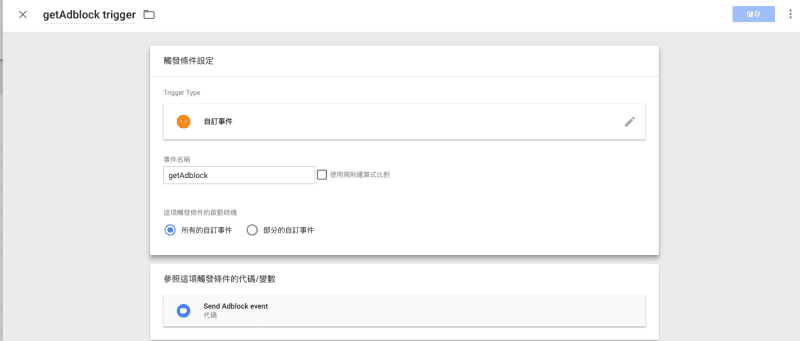 getAdblock trigger
儲存
觸發條件設定
Trigger Type
自訂事件
事件名稱
getAdblock
使用規則運算式比對
這項觸發條件的啟動時機
所有的自訂事件
部分的自訂事件
參照這項觸發條件的代碼/變數
Send Adblock event
代碼